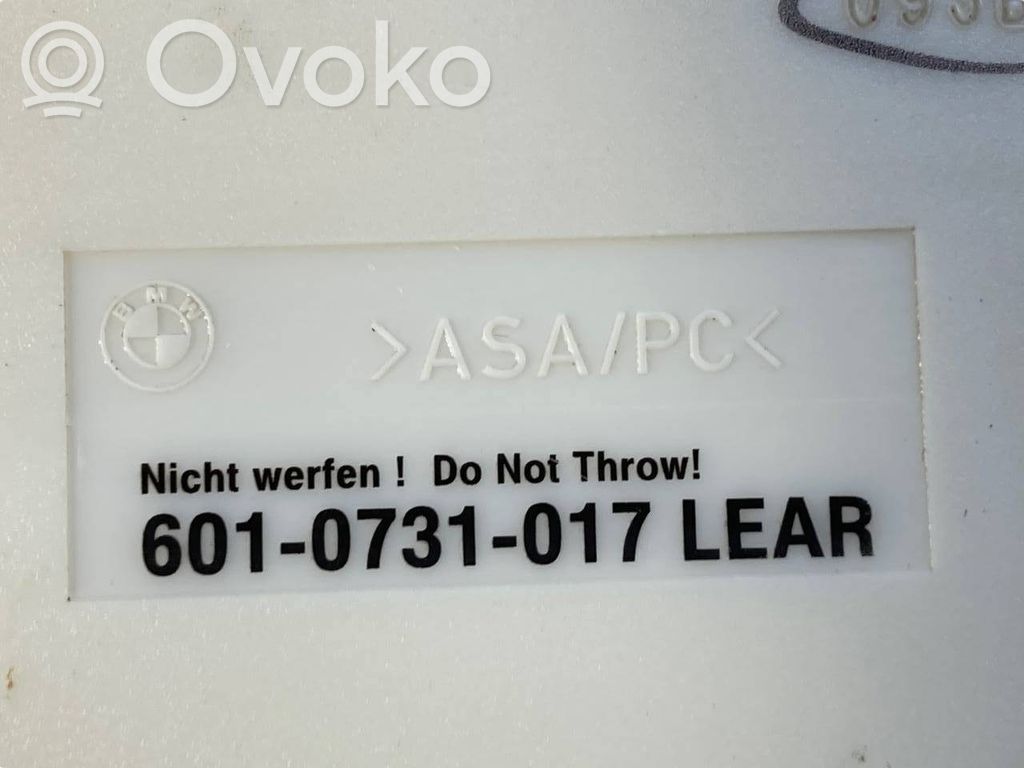 Ovoko
BMW
>ASA/PC<
Nicht werfen ! Do Not Throw!
601-0731-017 LEAR